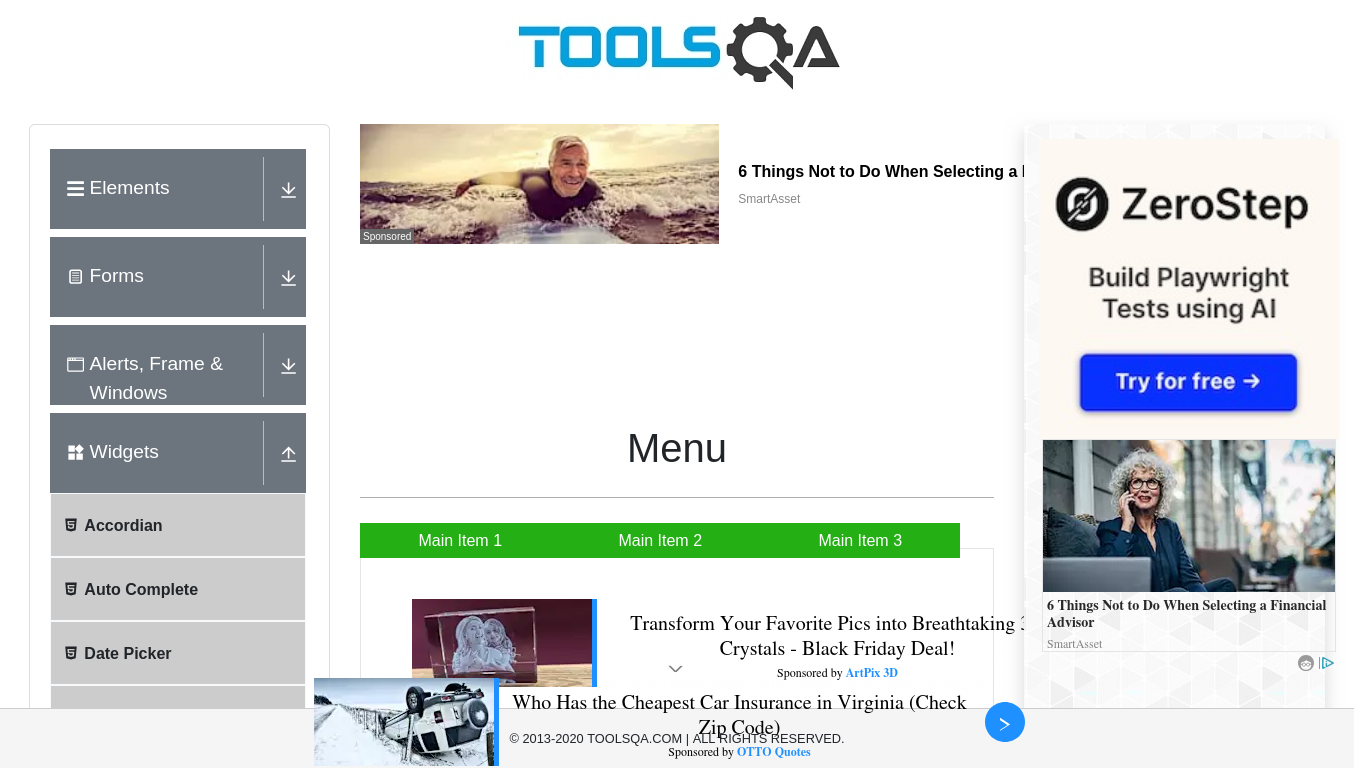 TOOLSQA
Elements
Forms
Alerts, Frame &
Windows
Widgets
Accordian
Auto Complete
Date Picker
Sponsored
6 Things Not to Do When Selecting a
SmartAsset
Menu
Main Item 1
Main Item 2
Main Item 3
Transform Your Favorite Pics into Breathtaking
Crystals - Black Friday Deal!
Sponsored by ArtPix 3D
Who Has the Cheapest Car Insurance in Virginia (Check
Zip Code)
Sponsored by OTTO Quotes
© 2013-2020 TOOLSQA.COM | ALL RIGHTS RESERVED.
ZeroStep
Build Playwright
Tests using AI
Try for free →
6 Things Not to Do When Selecting a Financial
Advisor
SmartAsset